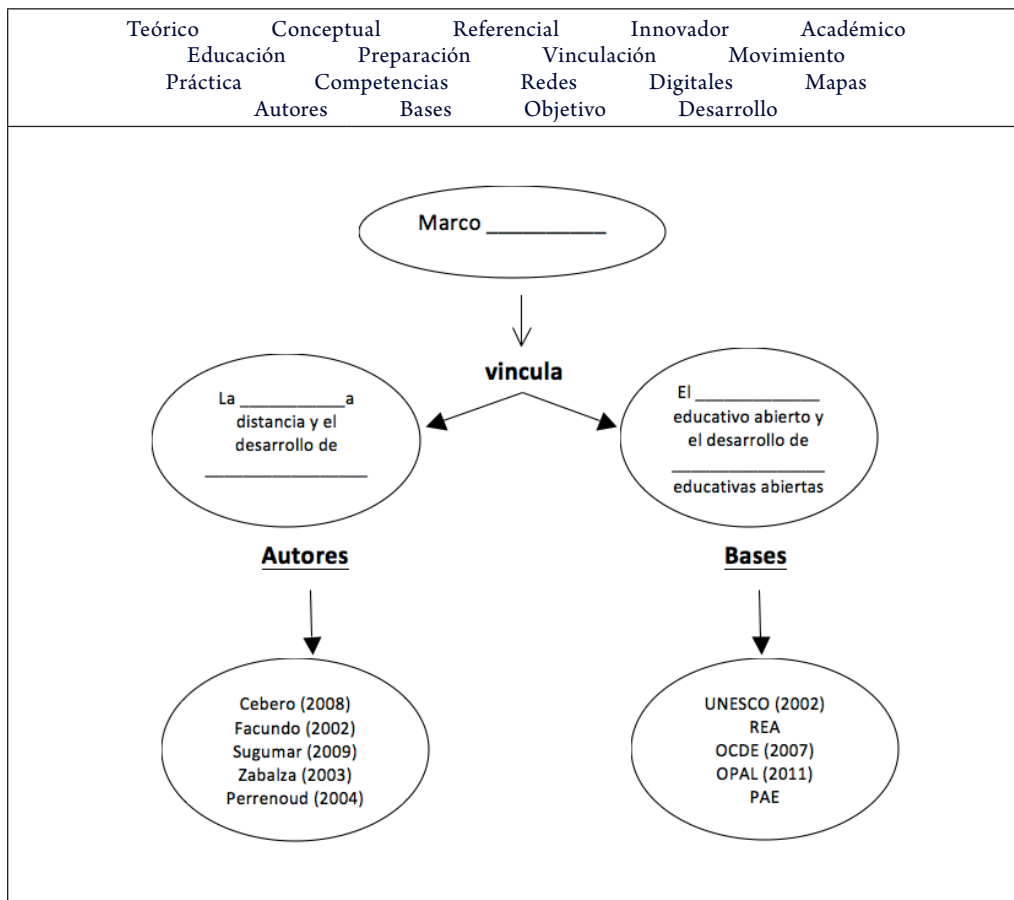 Teórico Conceptual Referencial Innovador Académico
Educación Preparación Vinculación Movimiento
Práctica Competencias Redes Digitales Mapas
Autores Bases Objetivo Desarrollo
Marco ___________
vincula
La ___________a
distancia y el
desarrollo de
_________________
El _____________
educativo abierto y
el desarrollo de
________________
educativas abiertas
Autores
Bases
Cebero (2008)
Facundo (2002)
Sugumar (2009)
Zabalza (2003)
Perrenoud (2004)
UNESCO (2002)
REA
OCDE (2007)
OPAL (2011)
PAE